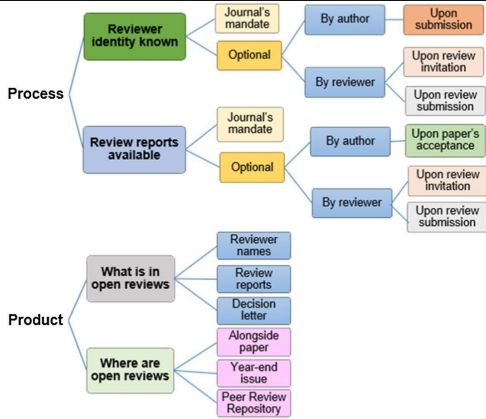 Process
Reviewer
identity known
Journal's
mandate
Optional
By author
Upon
submission
By reviewer
Upon review
invitation
Upon review
submission
Review reports
available
Journal's
mandate
Optional
By author
Upon paper's
acceptance
By reviewer
Upon review
invitation
Upon review
submission
Product
What is in
open reviews
Reviewer
names
Review
reports
Decision
letter
Where are
open reviews
Alongside
paper
Year-end
issue
Peer Review
Repository